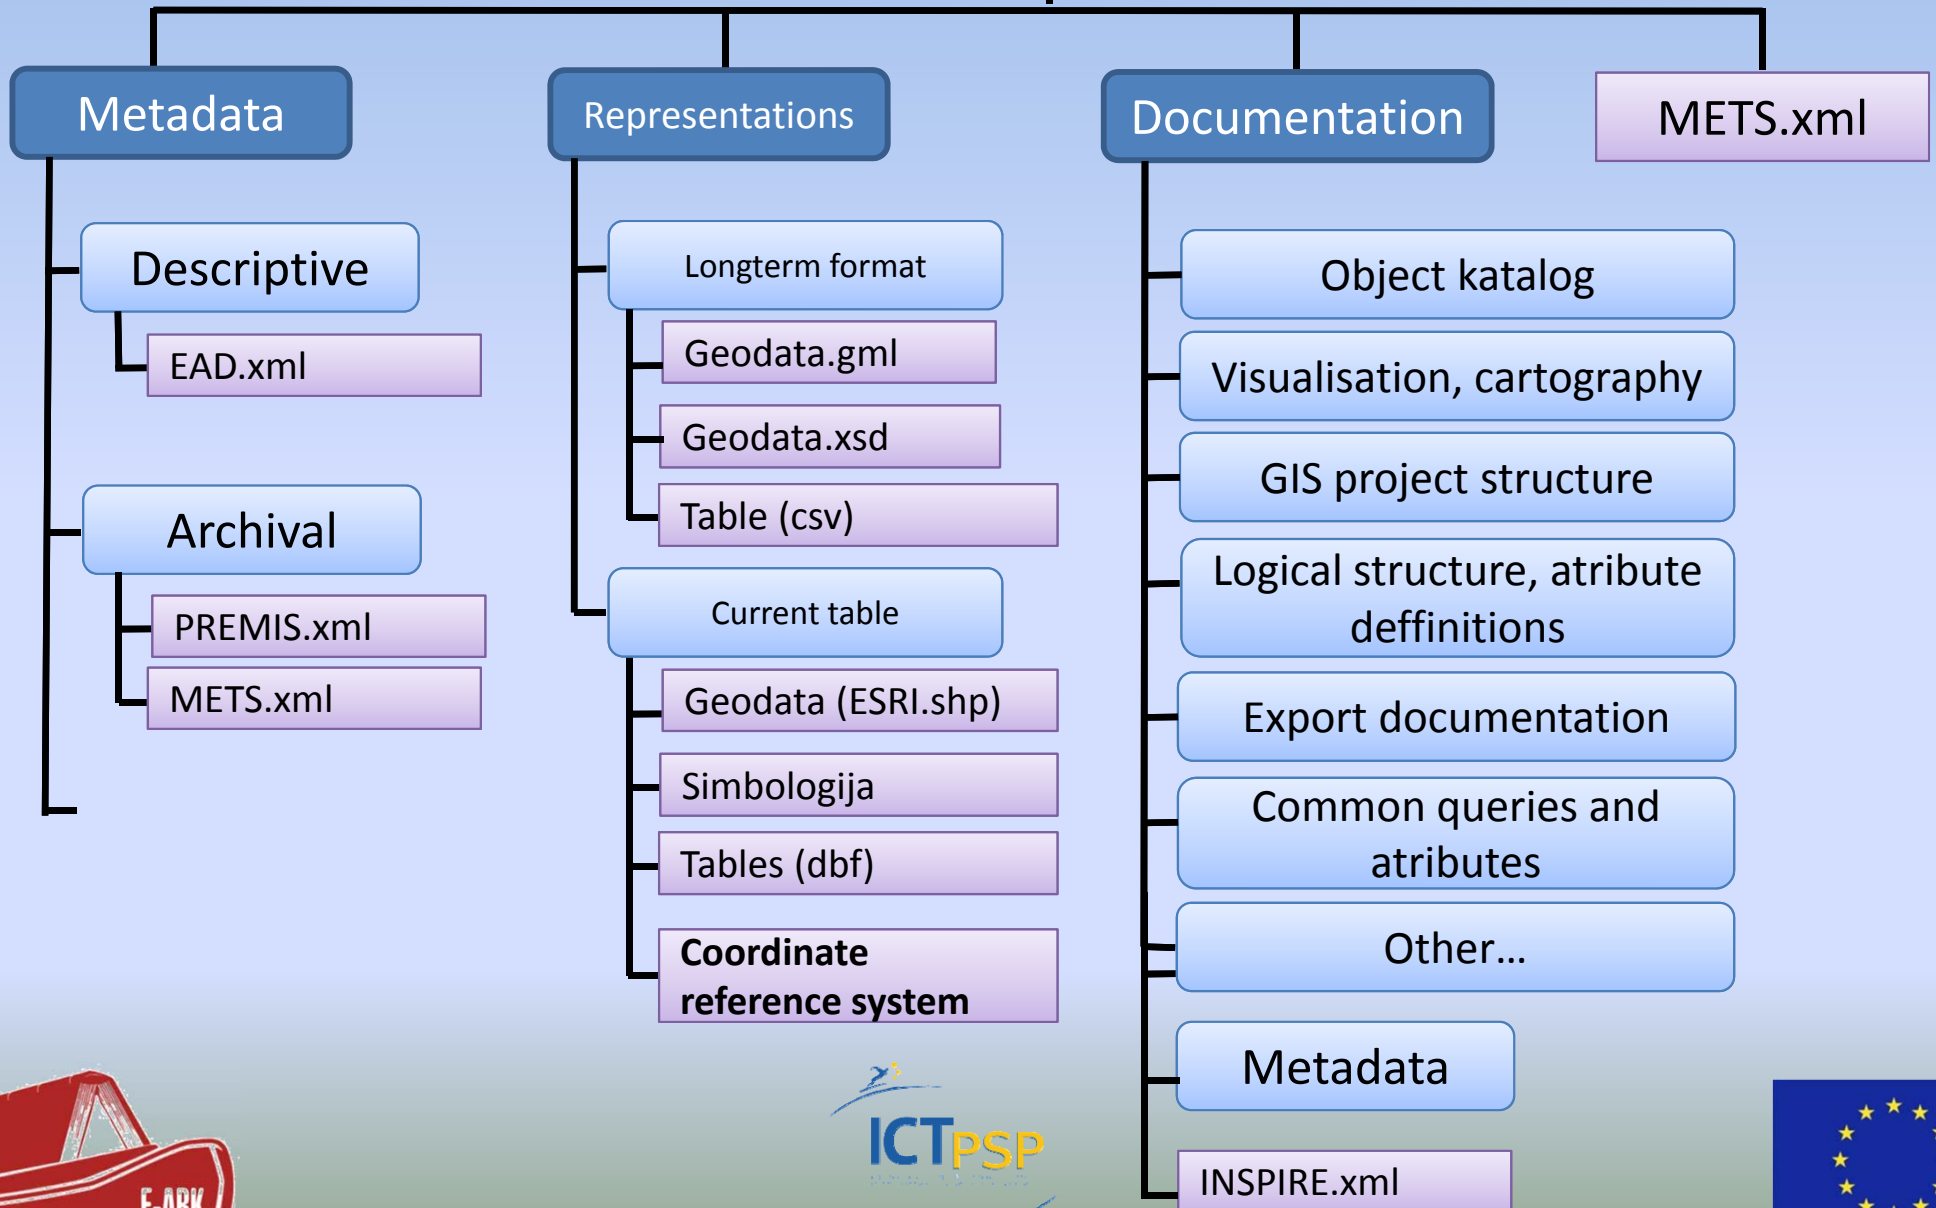 Metadata
Representations
Documentation
METS.xml
Descriptive
EAD.xml
Archival
PREMIS.xml
METS.xml
Longterm format
Geodata.gml
Geodata.xsd
Table (csv)
Current table
Geodata (ESRI.shp)
Simbologija
Tables (dbf)
Coordinate
reference system
Object katalog
Visualisation, cartography
GIS project structure
Logical structure, atribute
deffinitions
Export documentation
Common queries and
atributes
Other...
Metadata
INSPIRE.xml
E-ARK
ICTPSP